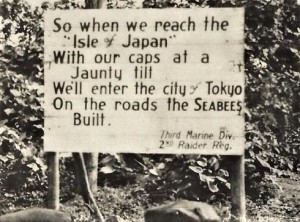 So when we reach the
"Isle of Japan"
With our caps at a
Jaunty tilt
We'll enter the city of Tokyo
On the roads the SEABEES
Built.
Third Marine Div.
2nd Raider Reg.